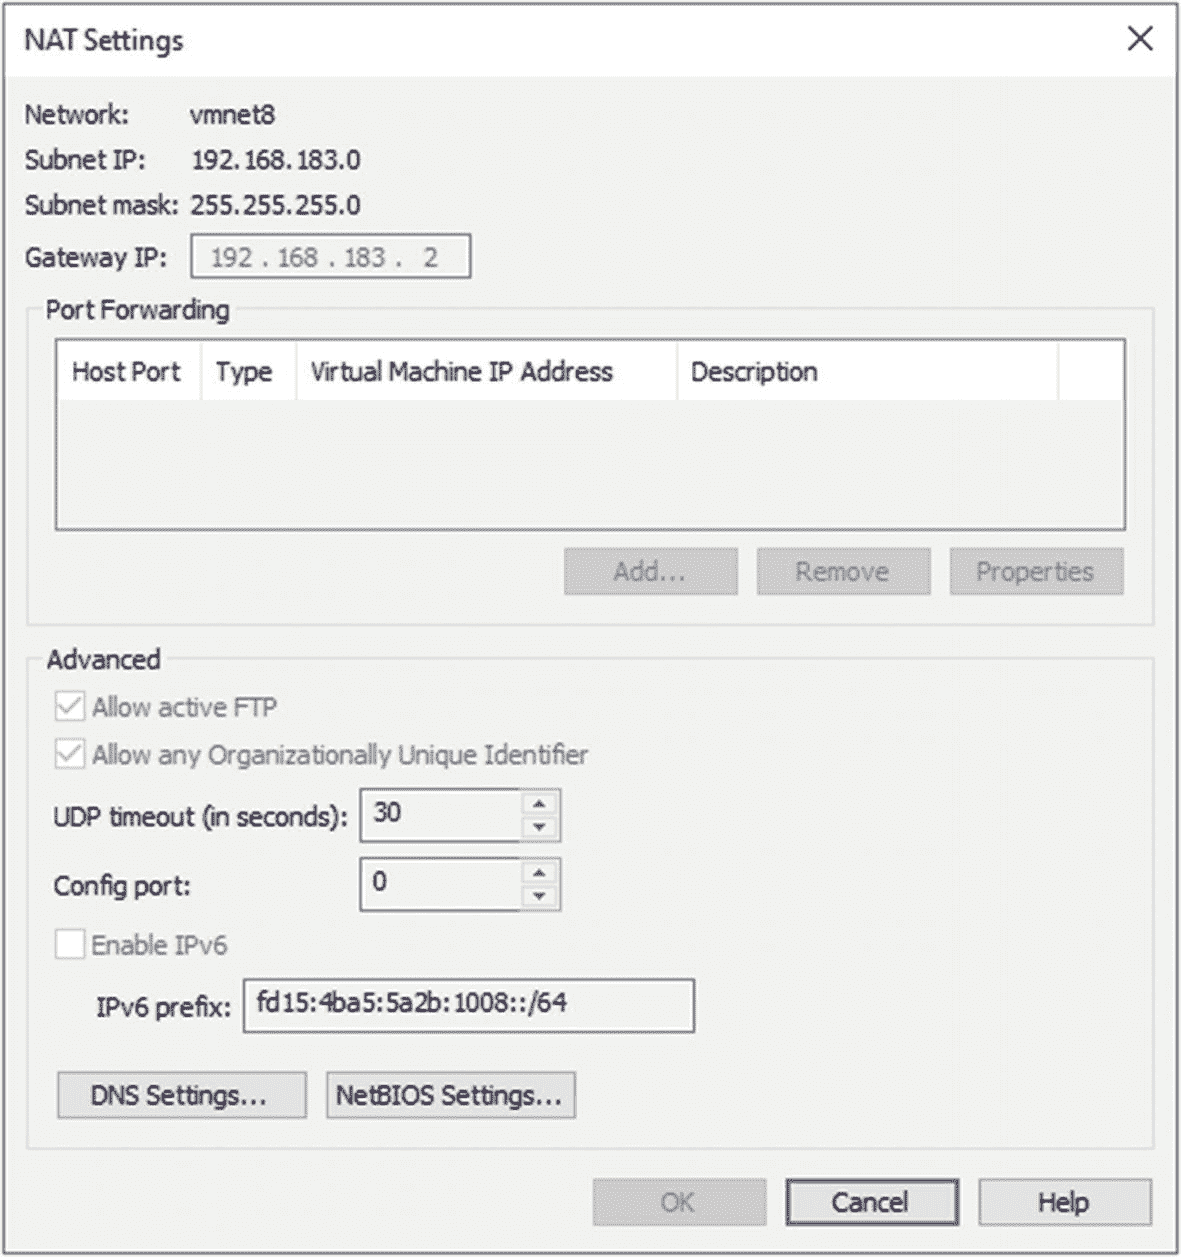 NAT Settings
Network: vmnet8
Subnet IP: 192.168.183.0
Subnet mask: 255.255.255.0
Gateway IP: 192 . 168 . 183 . 2
Port Forwarding
Host Port Type Virtual Machine IP Address Description
Add... Remove Properties
Advanced
Allow active FTP
Allow any Organizationally Unique Identifier
UDP timeout (in seconds): 30
Config port: 0
Enable IPv6
IPv6 prefix: fd15:4ba5:5a2b:1008::/64
DNS Settings... NetBIOS Settings...
OK Cancel Help